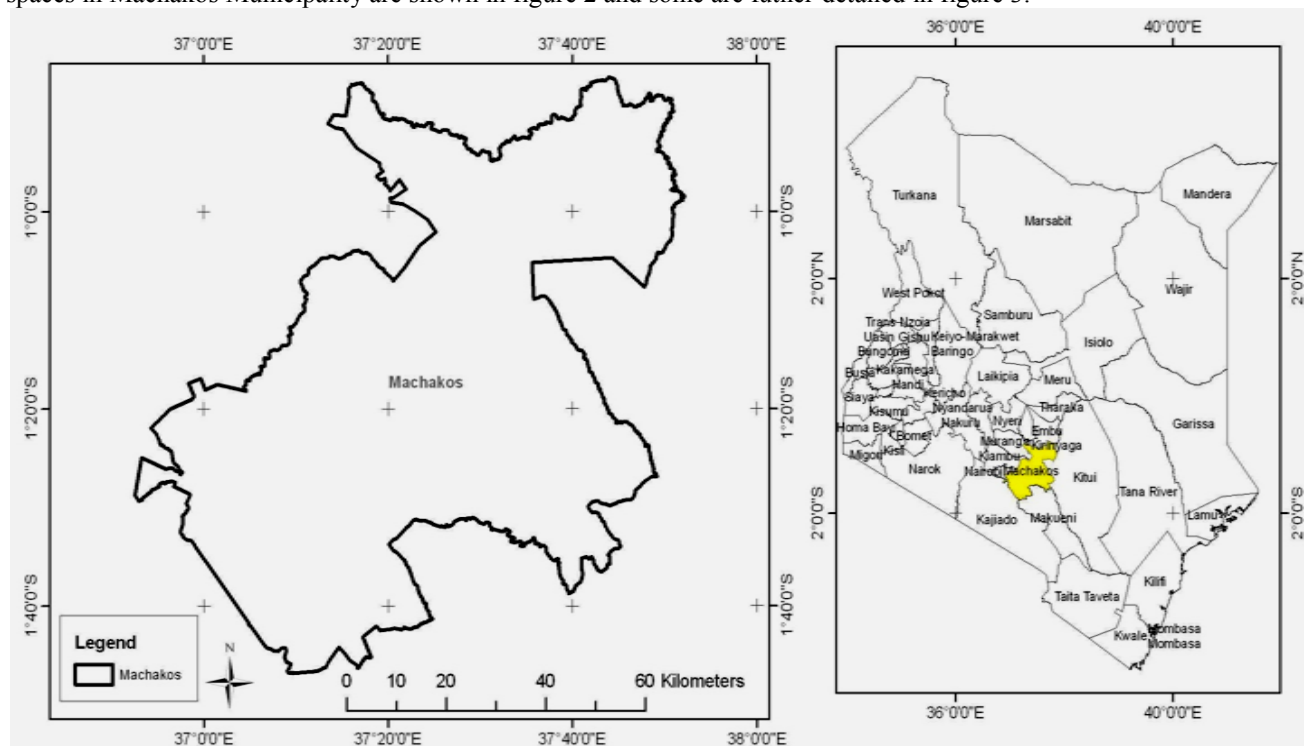 spaces in Machakos Municipality are shown in figure 2 and some are futher detailed in figure 3.
37°0'0"E 37°20'0"E 37°40'0"E 38°0'0"E
1°0'0"S 1°0'0"S
1°20'0"S 1°20'0"S
1°40'0"S 1°40'0"S
Machakos
Legend
Machakos
N
0 10 20 40 60 Kilometers
37°0'0"E 37°20'0"E 37°40'0"E 38°0'0"E
36°0'0"E 40°0'0"E
2°0'0"N 2°0'0"N
2°0'0"S 2°0'0"S
Turkana
Mandera
Marsabit
Wajir
West Pokot
Samburu
Trans Nzoia
Uasin Gishu
Keiyo-Marakwet
Isiolo
Bungoma
Baringo
Busia
Kakamega
Laikipia
Meru
Nandi
Siaya
Kericho
Nyandarua
Tharaka
Kisumu
Nakuru
Nyeri
Garissa
Homa Bay
Bomet
Embu
Murang'a
Kirinyaga
Migori
Kisii
Kiambu
Narok
Nairobi
Machakos
Kitui
Tana River
Kajiado
Makueni
Lamu
Taita Taveta
Kilifi
Kwale
Mombasa
Mombasa
36°0'0"E 40°0'0"E